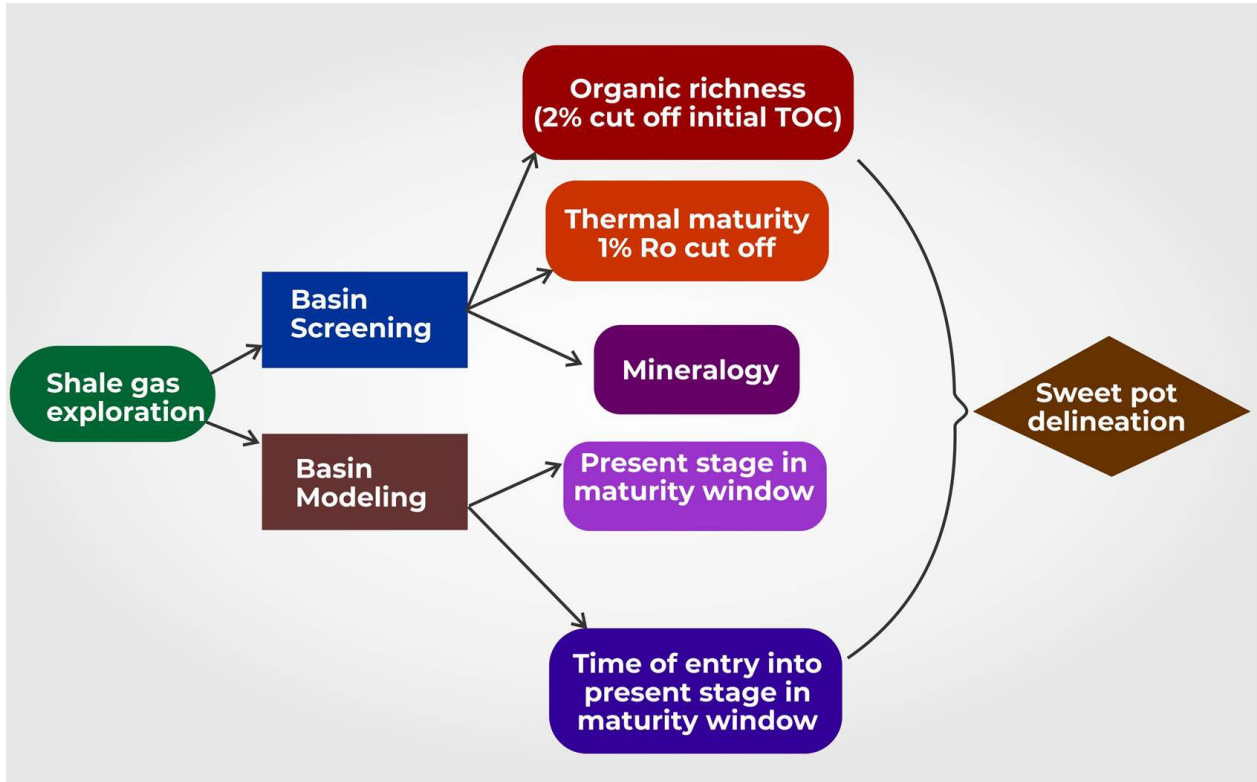 Shale gas
exploration
Basin
Screening
Basin
Modeling
Organic richness
(2% cut off initial TOC)
Thermal maturity
1% Ro cut off
Mineralogy
Present stage in
maturity window
Time of entry into
present stage in
maturity window
Sweet pot
delineation